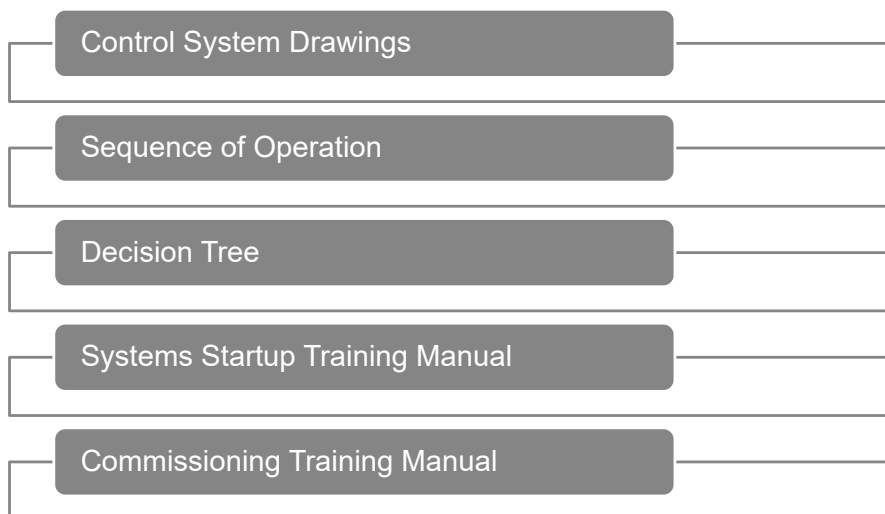 Control System Drawings
Sequence of Operation
Decision Tree
Systems Startup Training Manual
Commissioning Training Manual